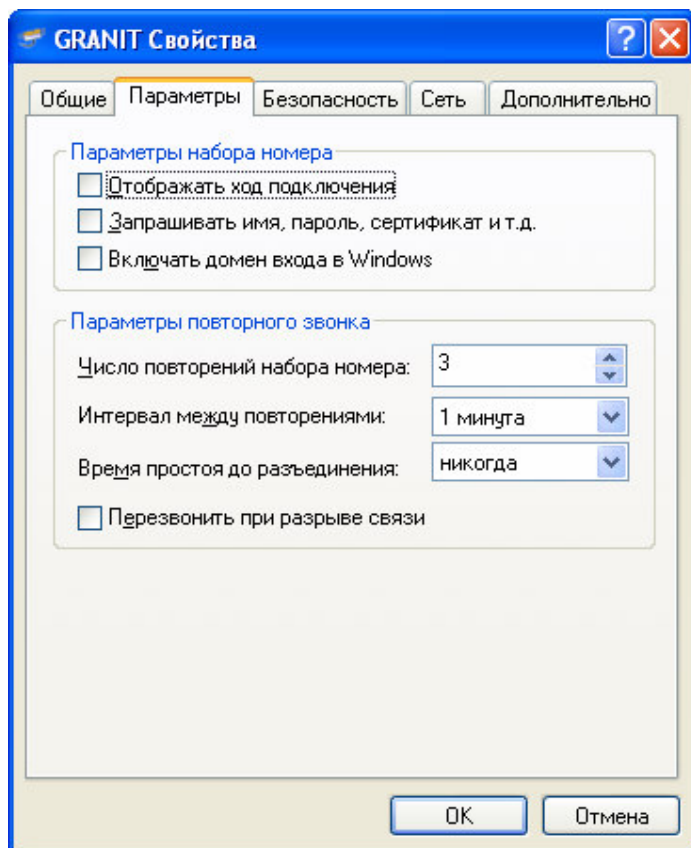 GRANIT Свойства
Общие Параметры Безопасность Сеть Дополнительно
Параметры набора номера
Отображать ход подключения
Запрашивать имя, пароль, сертификат и т.д.
Включать домен входа в Windows
Параметры повторного звонка
Число повторений набора номера: 3
Интервал между повторениями: 1 минута
Время простоя до разъединения: никогда
Перезвонить при разрыве связи
OK Отмена